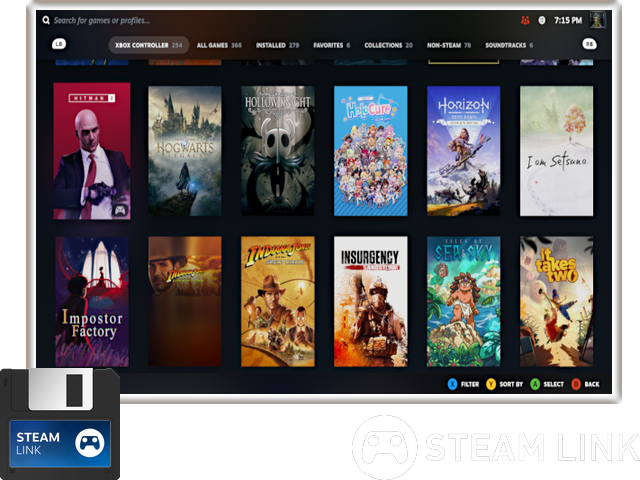 Search for games or profiles...
7:15 PM
LB
XBOX CONTROLLER 254
ALL GAMES 366
INSTALLED 279
FAVORITES 6
COLLECTIONS 20
NON-STEAM 78
SOUNDTRACKS 6
RB
HITMAN
HOGWARTS
LEGACY
HOLLOW KNIGHT
HoloCure
HORIZON
ZERO DAWN
COMPLETE EDITION
I am Setsuna.
Impostor
Factory
INDIANA JONES
INDIANA JONES
INSURGENCY
SANDSTORM
SEA & SKY
it
takes
two
X FILTER
Y SORT BY
A SELECT
B BACK
STEAM
LINK
STEAM LINK